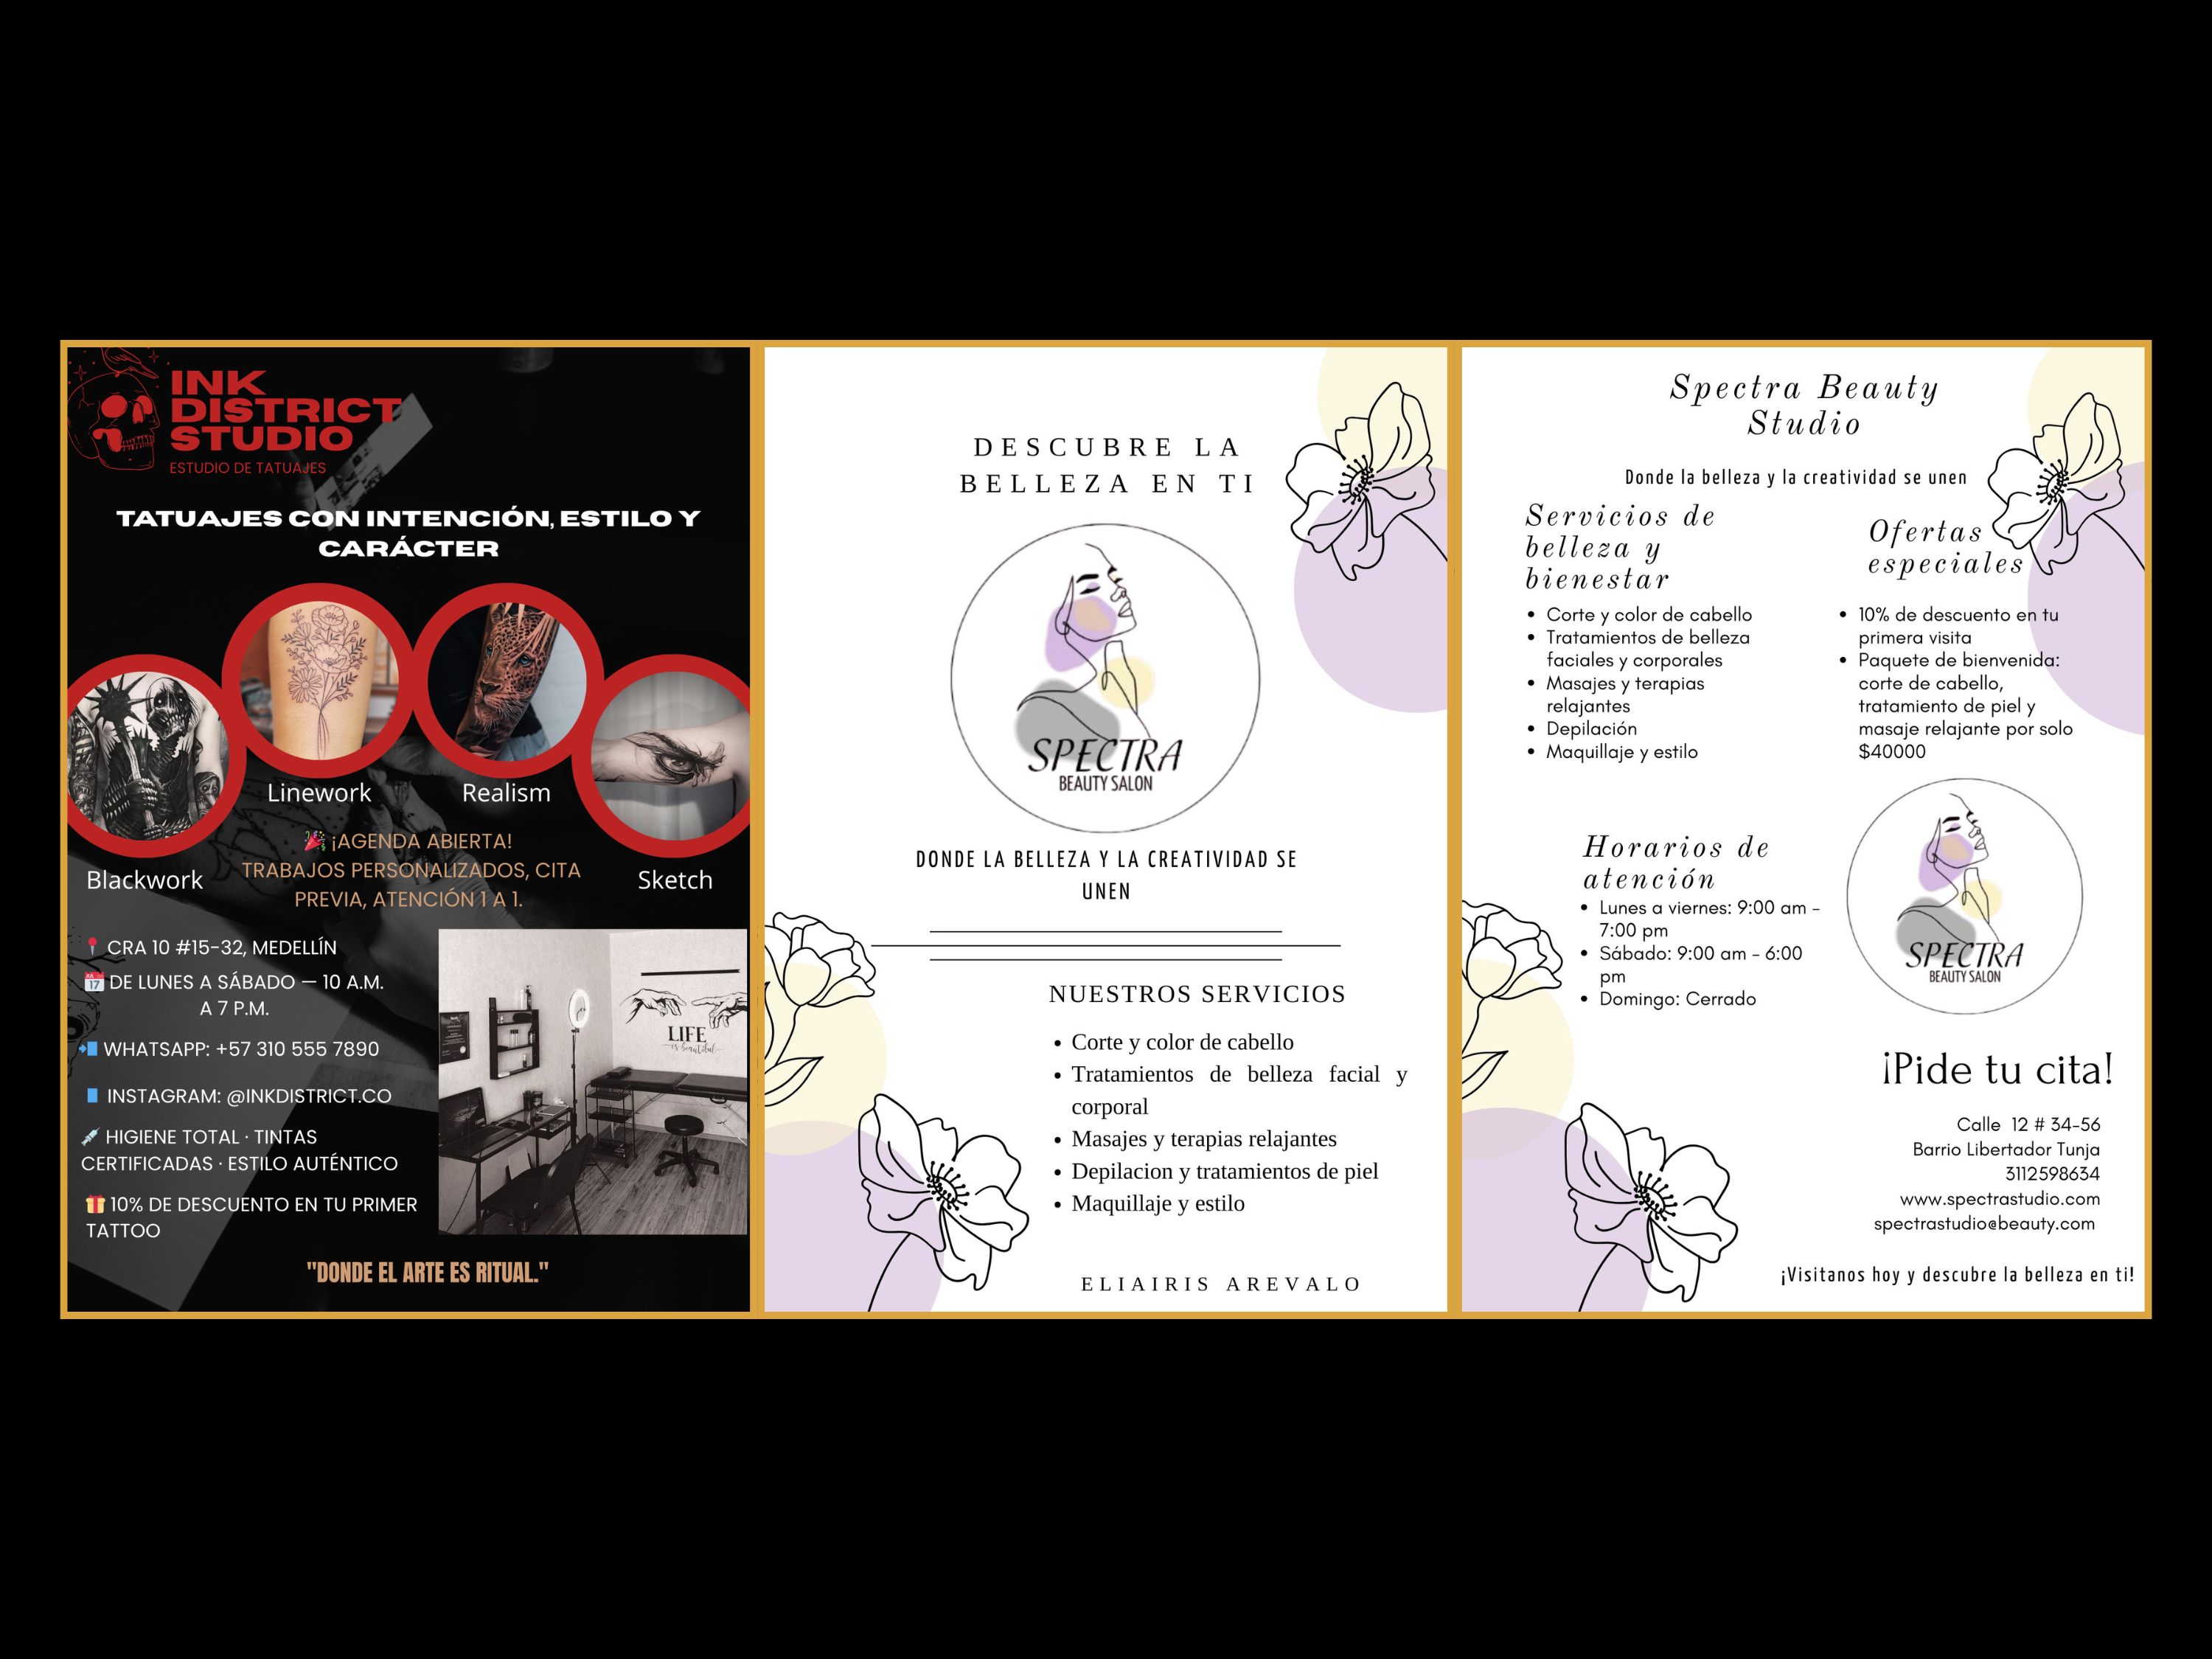 INK
DISTRICT
STUDIO
ESTUDIO DE TATUAJES
TATUAJES CON INTENCIÓN, ESTILO Y
CARÁCTER
Linework
Realism
Blackwork
Sketch
🎉 ¡AGENDA ABIERTA!
TRABAJOS PERSONALIZADOS, CITA
PREVIA, ATENCIÓN 1 A 1.
📍 CRA 10 #15-32, MEDELLÍN
📅 DE LUNES A SÁBADO — 10 A.M.
A 7 P.M.
📲 WHATSAPP: +57 310 555 7890
INSTAGRAM: @INKDISTRICT.CO
💉 HIGIENE TOTAL · TINTAS
CERTIFICADAS · ESTILO AUTÉNTICO
🎁 10% DE DESCUENTO EN TU PRIMER
TATTOO
LIFE
is beautiful
"DONDE EL ARTE ES RITUAL."
DESCUBRE LA
BELLEZA EN TI
SPECTRA
BEAUTY SALON
DONDE LA BELLEZA Y LA CREATIVIDAD SE
UNEN
NUESTROS SERVICIOS
• Corte y color de cabello
• Tratamientos de belleza facial y
corporal
• Masajes y terapias relajantes
• Depilacion y tratamientos de piel
• Maquillaje y estilo
ELIAIRIS AREVALO
Spectra Beauty
Studio
Donde la belleza y la creatividad se unen
Servicios de
belleza y
bienestar
• Corte y color de cabello
• Tratamientos de belleza
faciales y corporales
• Masajes y terapias
relajantes
• Depilación
• Maquillaje y estilo
Ofertas
especiales
• 10% de descuento en tu
primera visita
• Paquete de bienvenida:
corte de cabello,
tratamiento de piel y
masaje relajante por solo
$40000
Horarios de
atención
• Lunes a viernes: 9:00 am -
7:00 pm
• Sábado: 9:00 am - 6:00
pm
• Domingo: Cerrado
SPECTRA
BEAUTY SALON
¡Pide tu cita!
Calle 12 # 34-56
Barrio Libertador Tunja
3112598634
www.spectrastudio.com
spectrastudio@beauty.com
¡Visitanos hoy y descubre la belleza en ti!